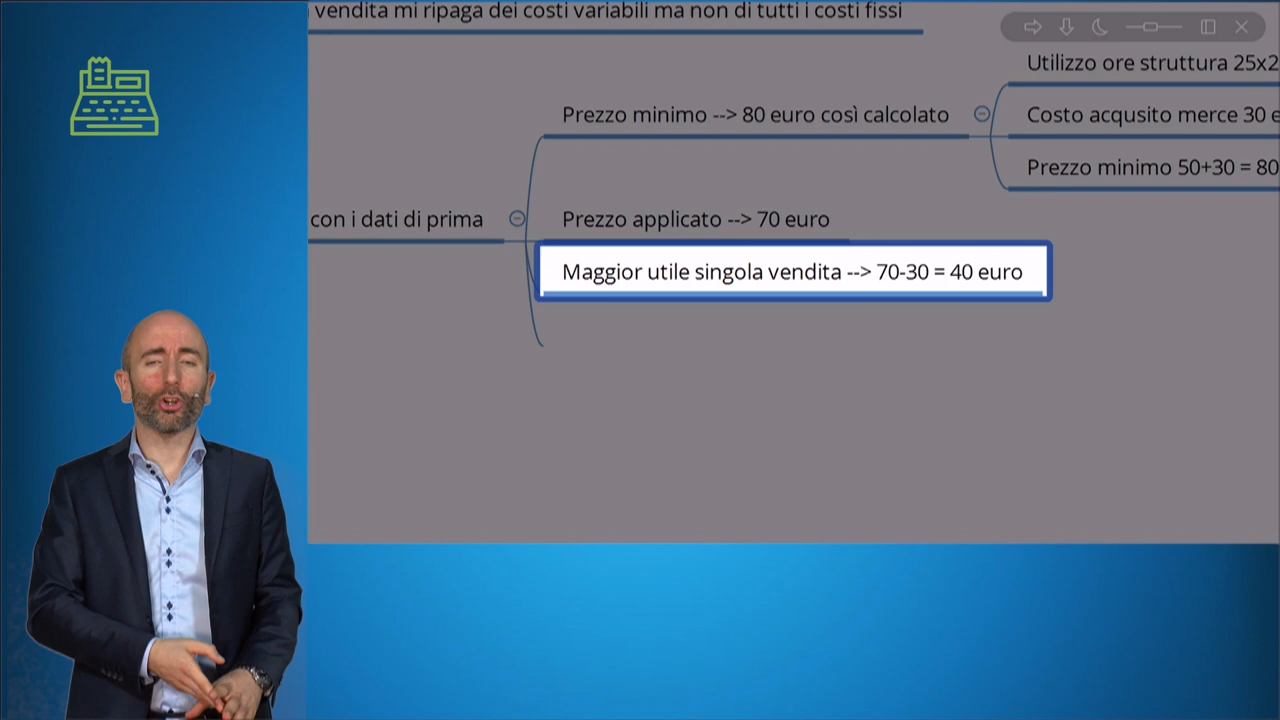 vendita mi ripaga dei costi variabili ma non di tutti i costi fissi
Utilizzo ore struttura 25x2
Prezzo minimo --> 80 euro così calcolato
Costo acqusito merce 30 e
Prezzo minimo 50+30 = 80
con i dati di prima
Prezzo applicato --> 70 euro
Maggior utile singola vendita --> 70-30 = 40 euro